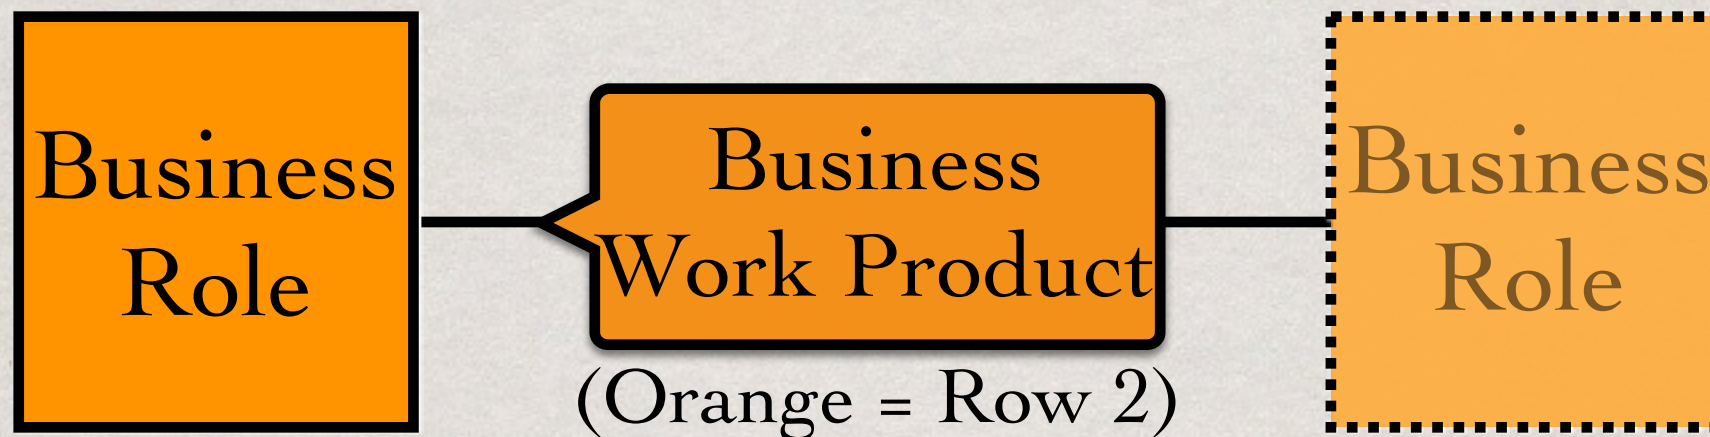 Business
Role
Business
Work Product
(Orange = Row 2)
Business
Role